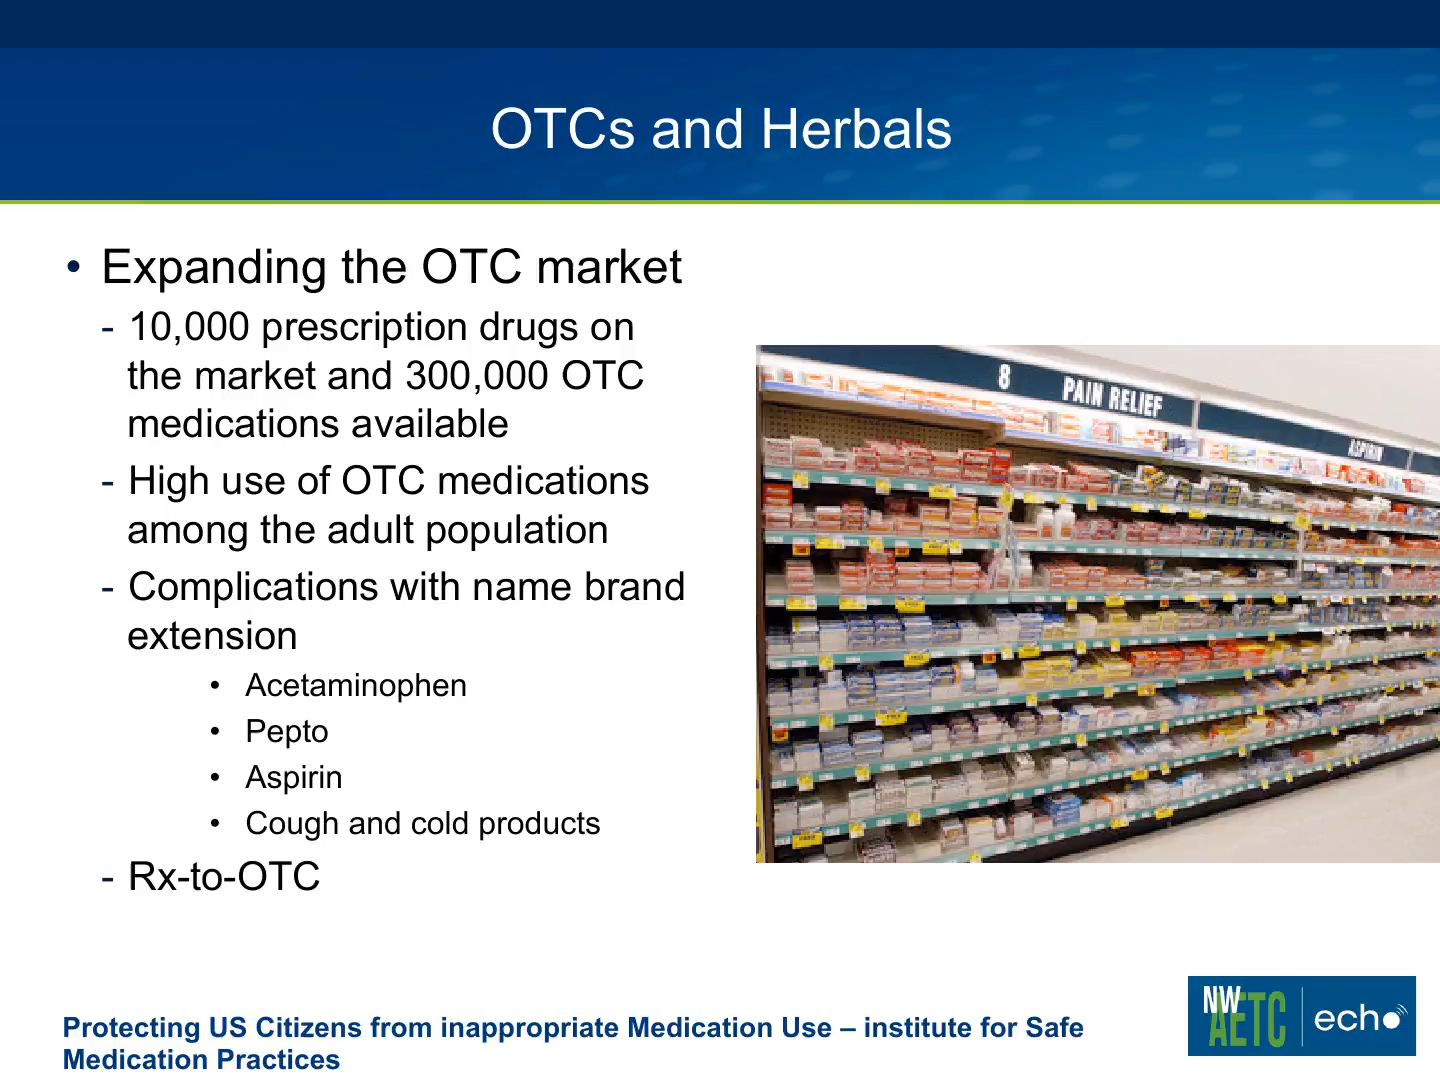 OTCs and Herbals
• Expanding the OTC market
- 10,000 prescription drugs on
the market and 300,000 OTC
medications available
- High use of OTC medications
among the adult population
- Complications with name brand
extension
• Acetaminophen
• Pepto
• Aspirin
• Cough and cold products
- Rx-to-OTC
8 PAIN RELIEF
ASPIRIN
Protecting US Citizens from inappropriate Medication Use – institute for Safe
Medication Practices
NW
AETC
echo